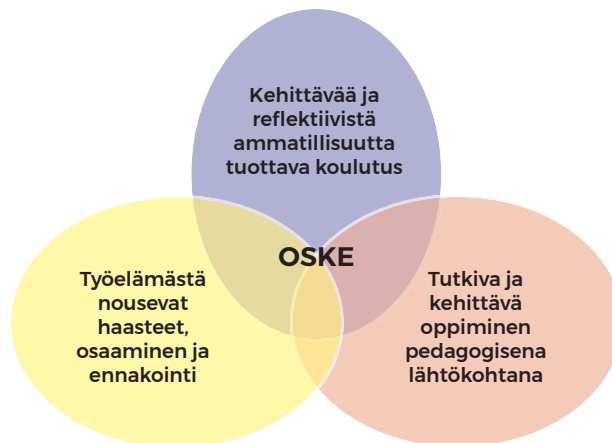 Kehittävää ja
reflektiivistä
ammatillisuutta
tuottava koulutus
OSKE
Työelämästä
nousevat
haasteet,
osaaminen ja
ennakointi
Tutkiva ja
kehittävä
oppiminen
pedagogisena
lähtökohtana